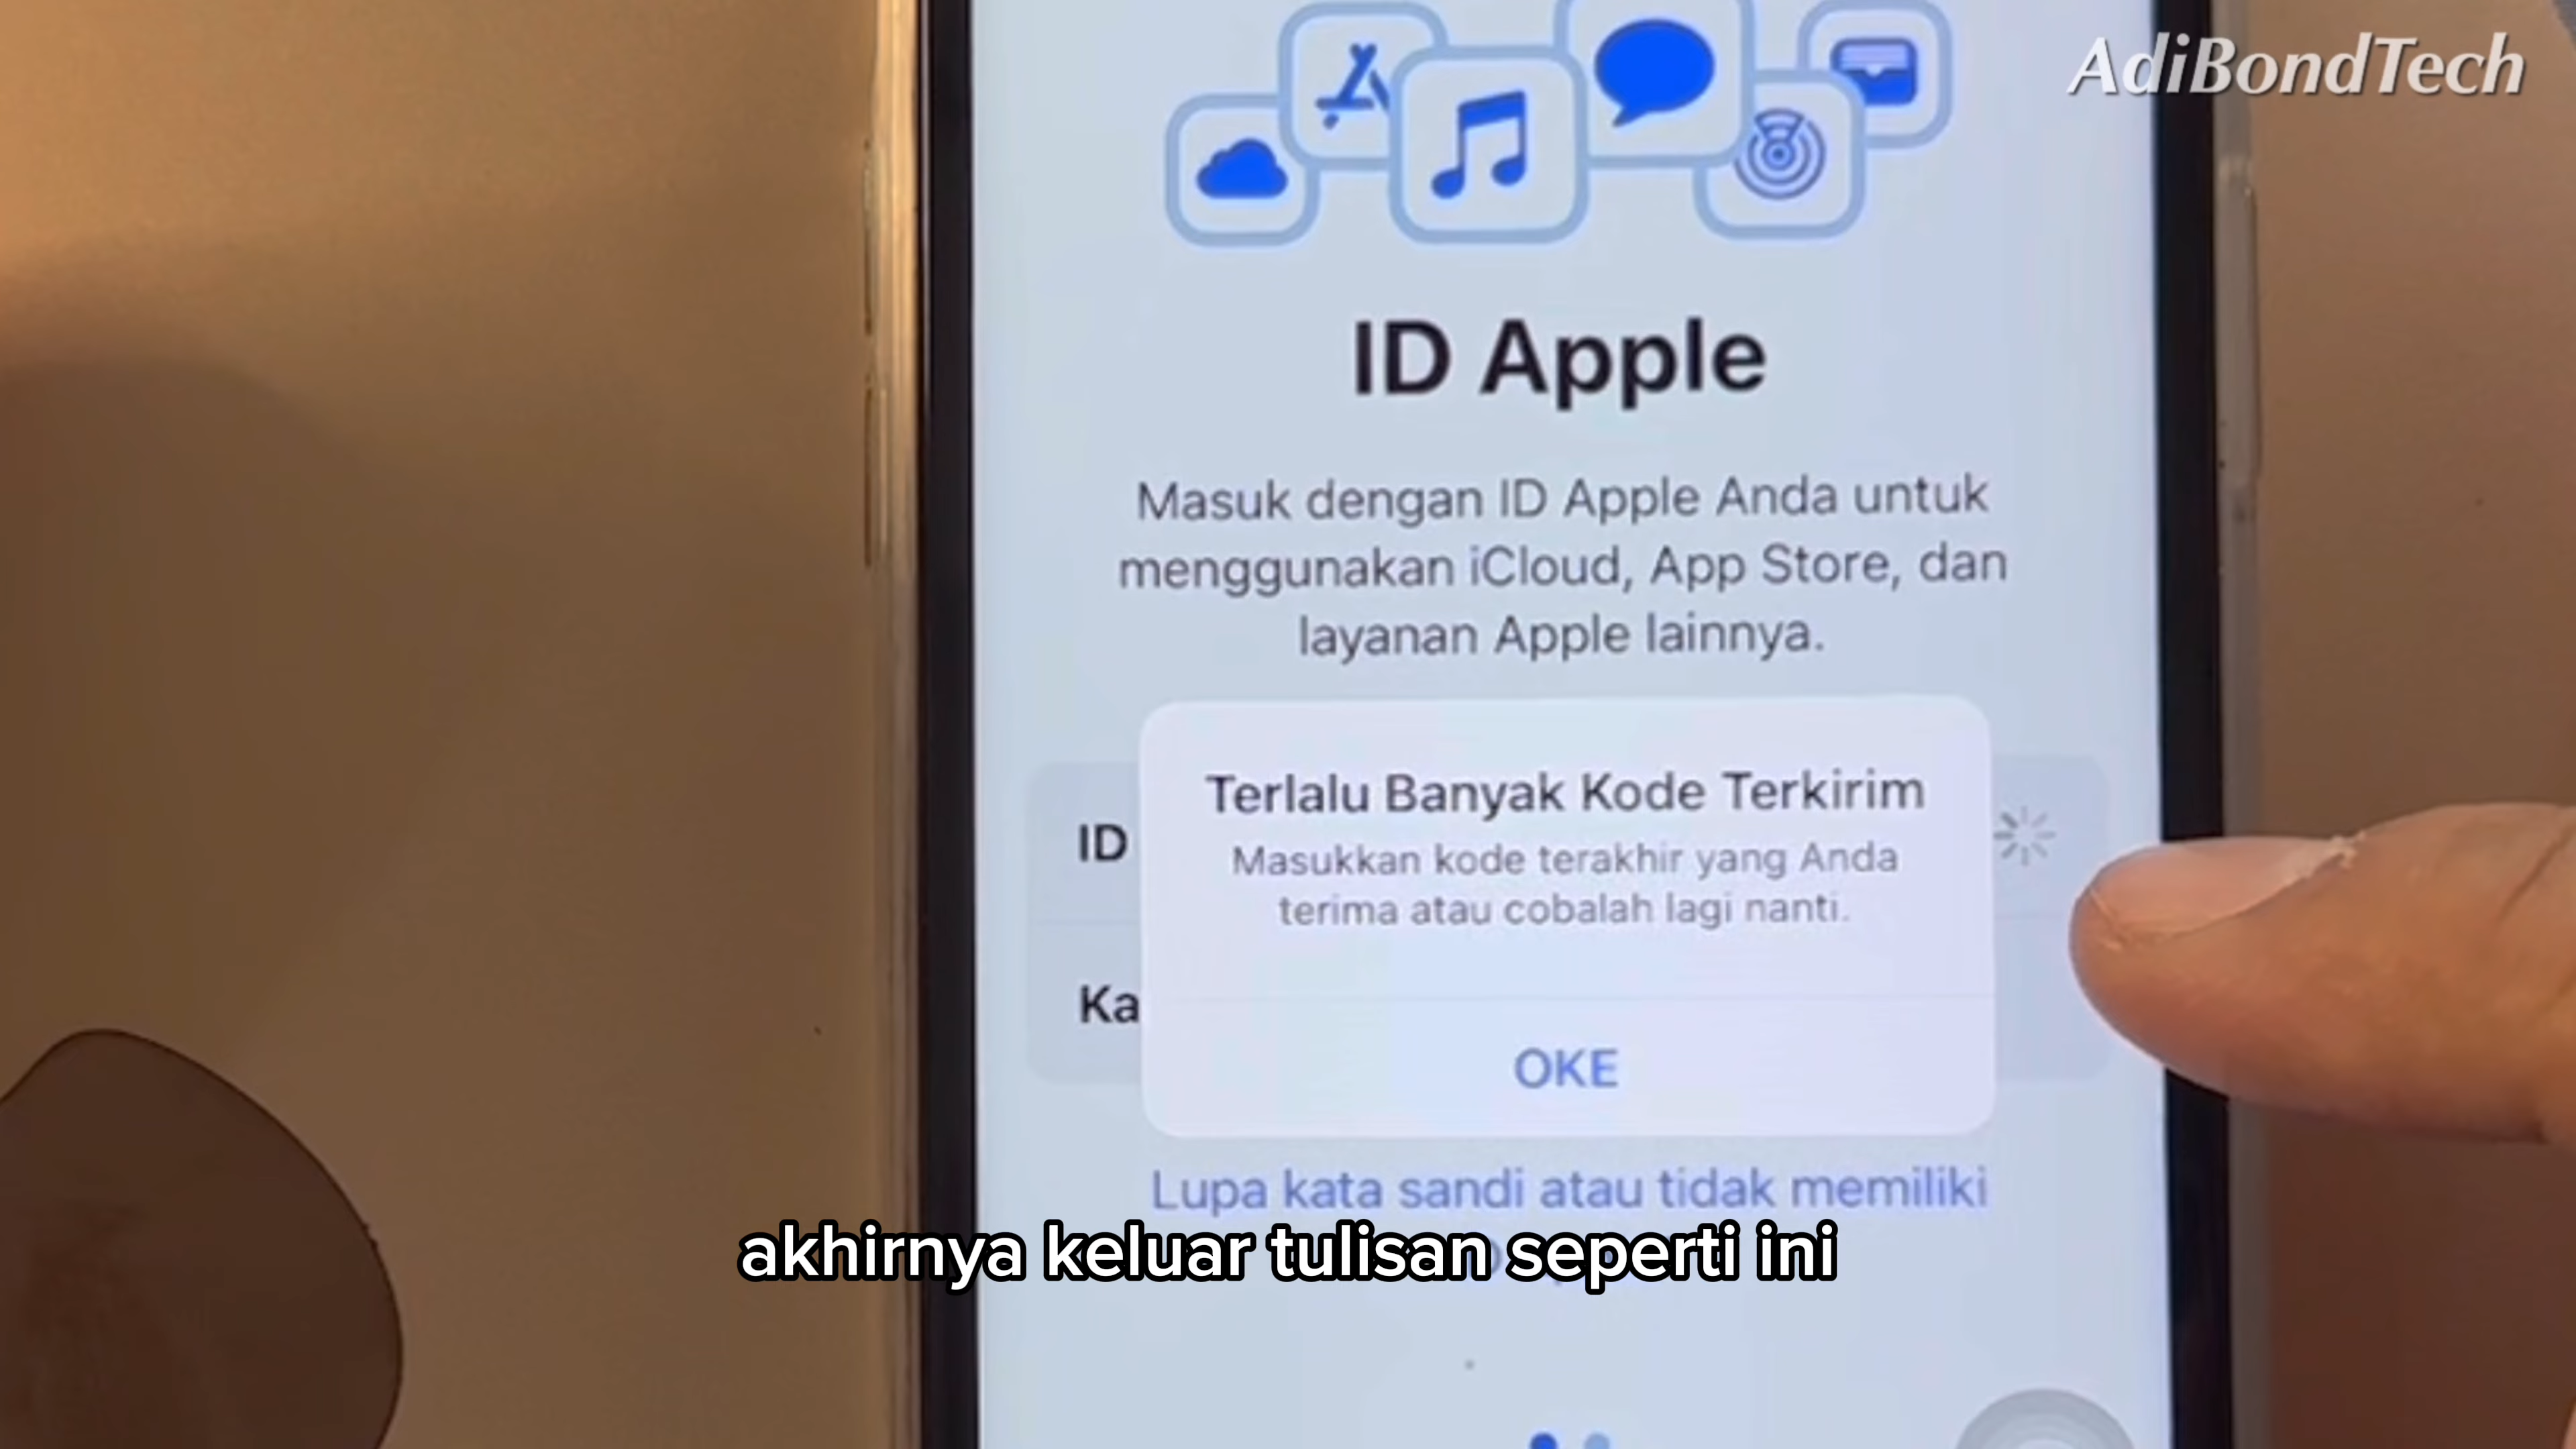 AdiBondTech
ID Apple
Masuk dengan ID Apple Anda untuk
menggunakan iCloud, App Store, dan
layanan Apple lainnya.
Terlalu Banyak Kode Terkirim
Masukkan kode terakhir yang Anda
terima atau cobalah lagi nanti.
ID
Ka
OKE
Lupa kata sandi atau tidak memiliki
akhirnya keluar tulisan seperti ini